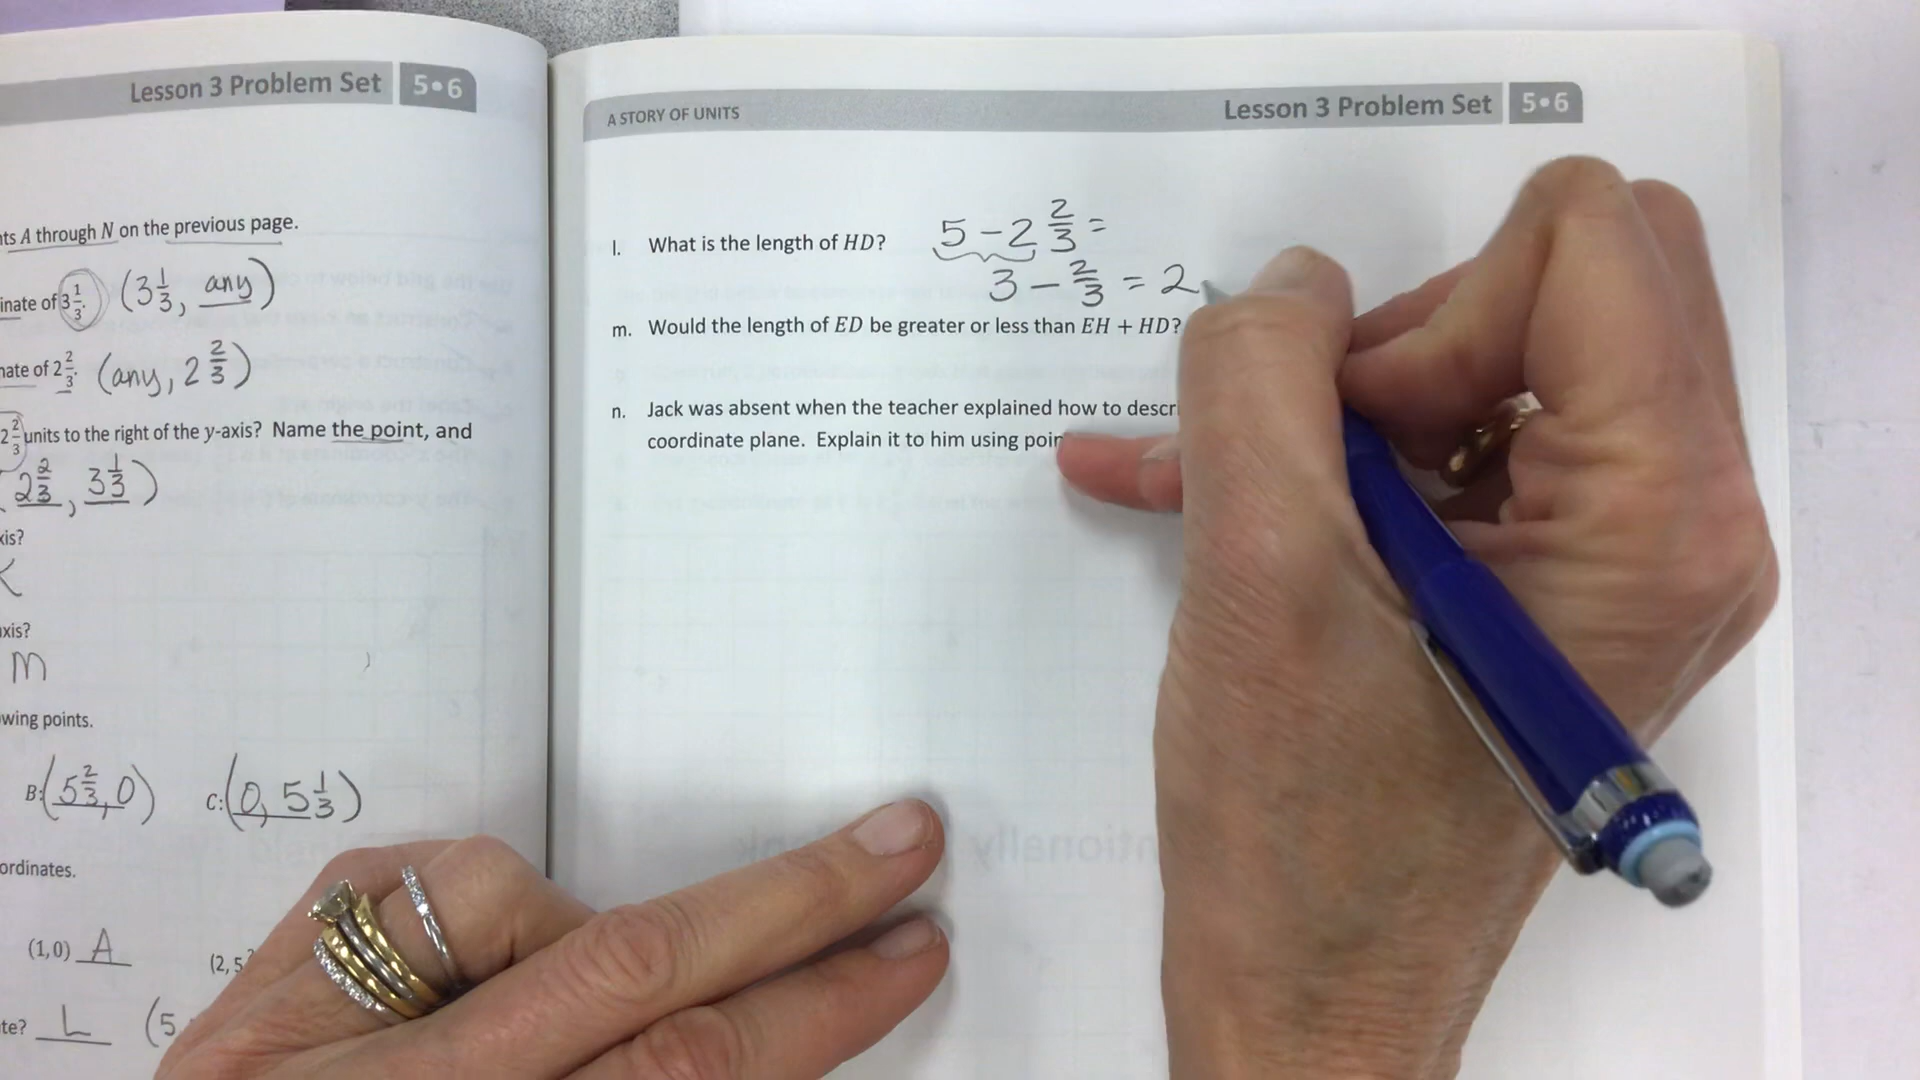 Lesson 3 Problem Set 5•6
nts A through N on the previous page.
inate of 3 1/3. (3 1/3, any)
nate of 2 2/3. (any, 2 2/3)
2 2/3 units to the right of the y-axis? Name the point, and
2 2/3, 3 1/3)
xis?
K
xis?
m
owing points.
B: (5 2/3, 0) C: (0, 5 1/3)
ordinates.
(1,0) A (2, 5
te? L (5
A STORY OF UNITS Lesson 3 Problem Set 5•6
l. What is the length of HD? 5 - 2 2/3 =
3 - 2/3 = 2
m. Would the length of ED be greater or less than EH + HD?
n. Jack was absent when the teacher explained how to descri
coordinate plane. Explain it to him using poin